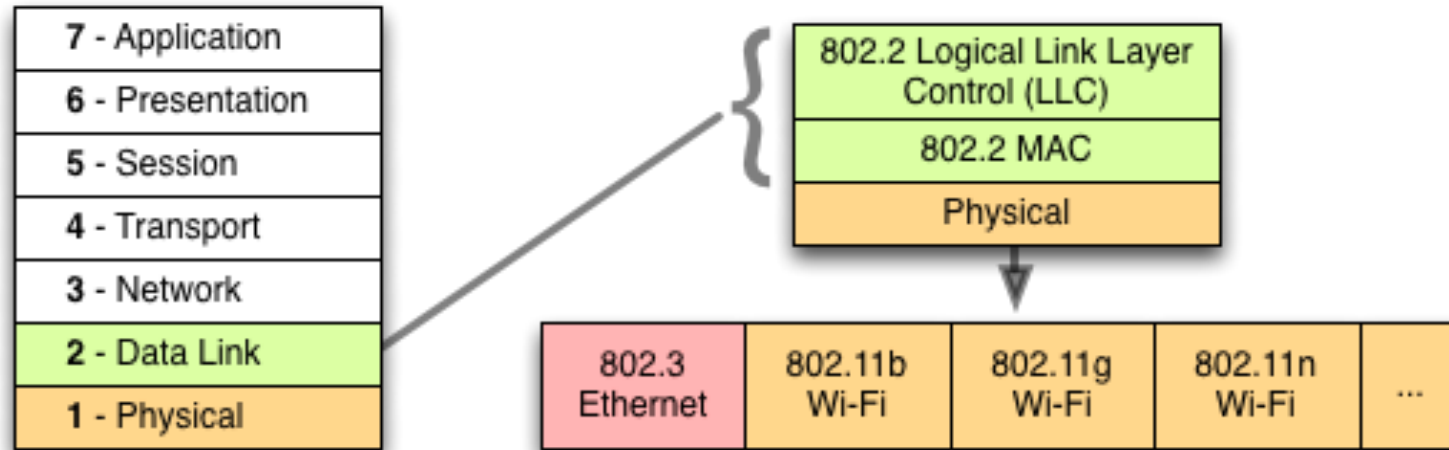 7 - Application
6 - Presentation
5 - Session
4 - Transport
3 - Network
2 - Data Link
1 - Physical
802.2 Logical Link Layer
Control (LLC)
802.2 MAC
Physical
802.3
Ethernet
802.11b
Wi-Fi
802.11g
Wi-Fi
802.11n
Wi-Fi
...